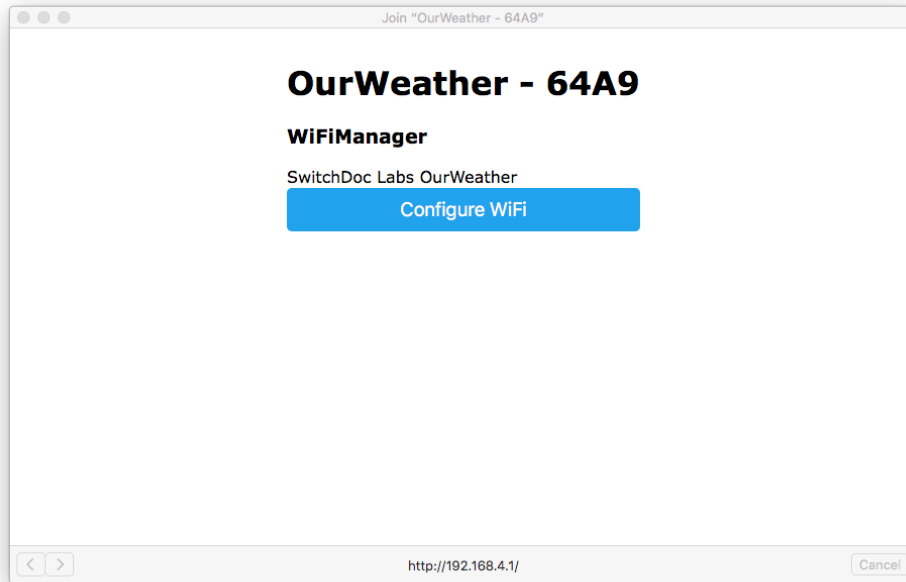 Join “OurWeather - 64A9”
OurWeather - 64A9
WiFiManager
SwitchDoc Labs OurWeather
Configure WiFi
http://192.168.4.1/
Cancel